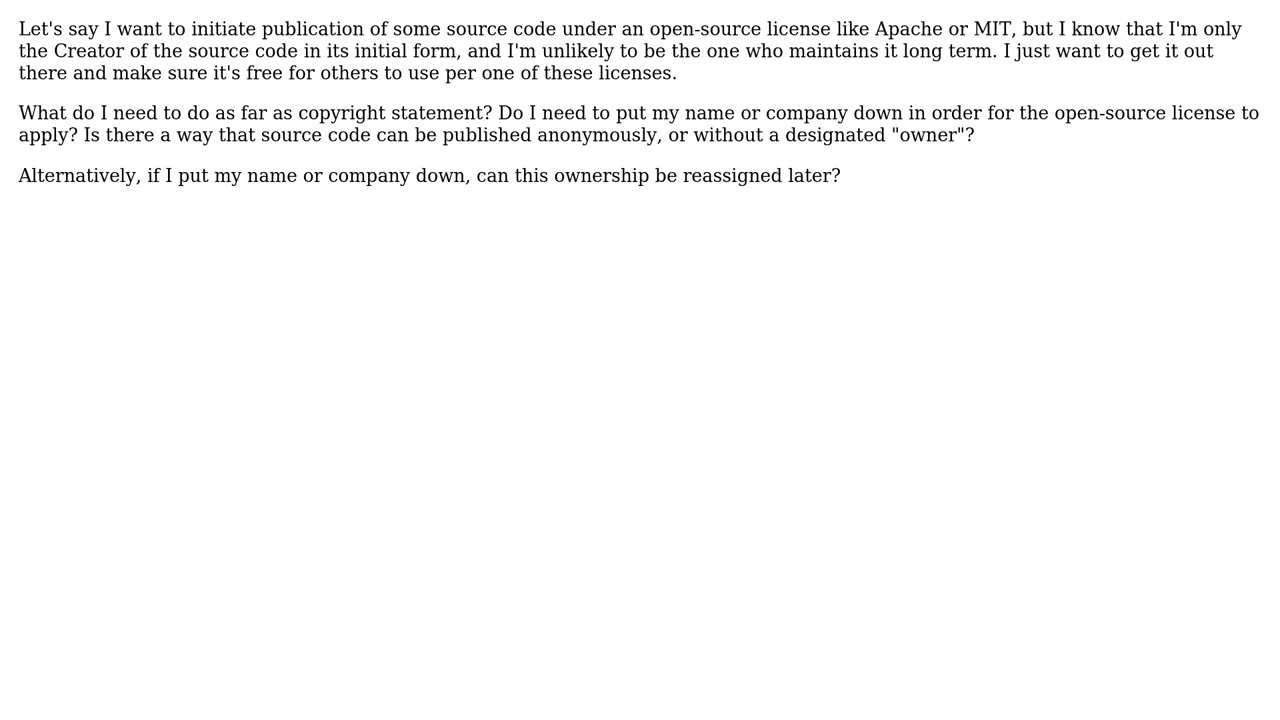 Let's say I want to initiate publication of some source code under an open-source license like Apache or MIT, but I know that I'm only
the Creator of the source code in its initial form, and I'm unlikely to be the one who maintains it long term. I just want to get it out
there and make sure it's free for others to use per one of these licenses.
What do I need to do as far as copyright statement? Do I need to put my name or company down in order for the open-source license to
apply? Is there a way that source code can be published anonymously, or without a designated "owner"?
Alternatively, if I put my name or company down, can this ownership be reassigned later?